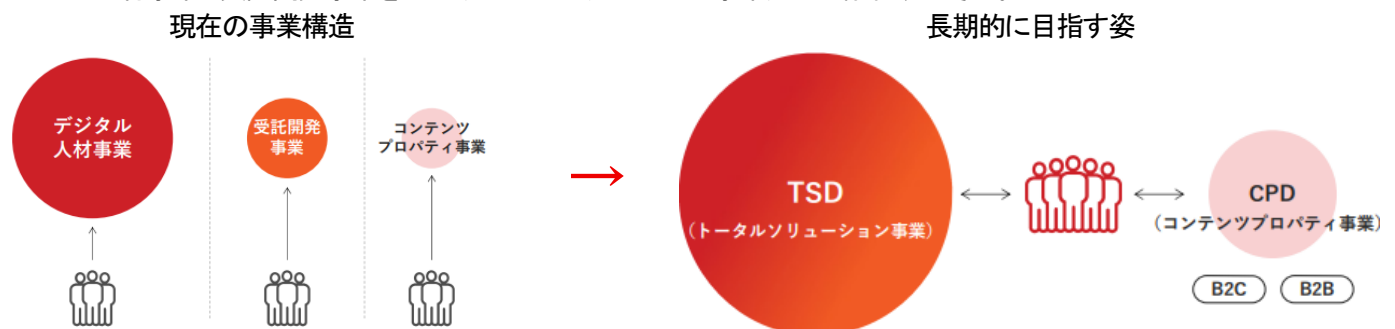 現在の事業構造
長期的に目指す姿
デジタル
人材事業
受託開発
事業
コンテンツ
プロパティ事業
TSD
(トータルソリューション事業)
CPD
(コンテンツプロパティ事業)
B2C
B2B